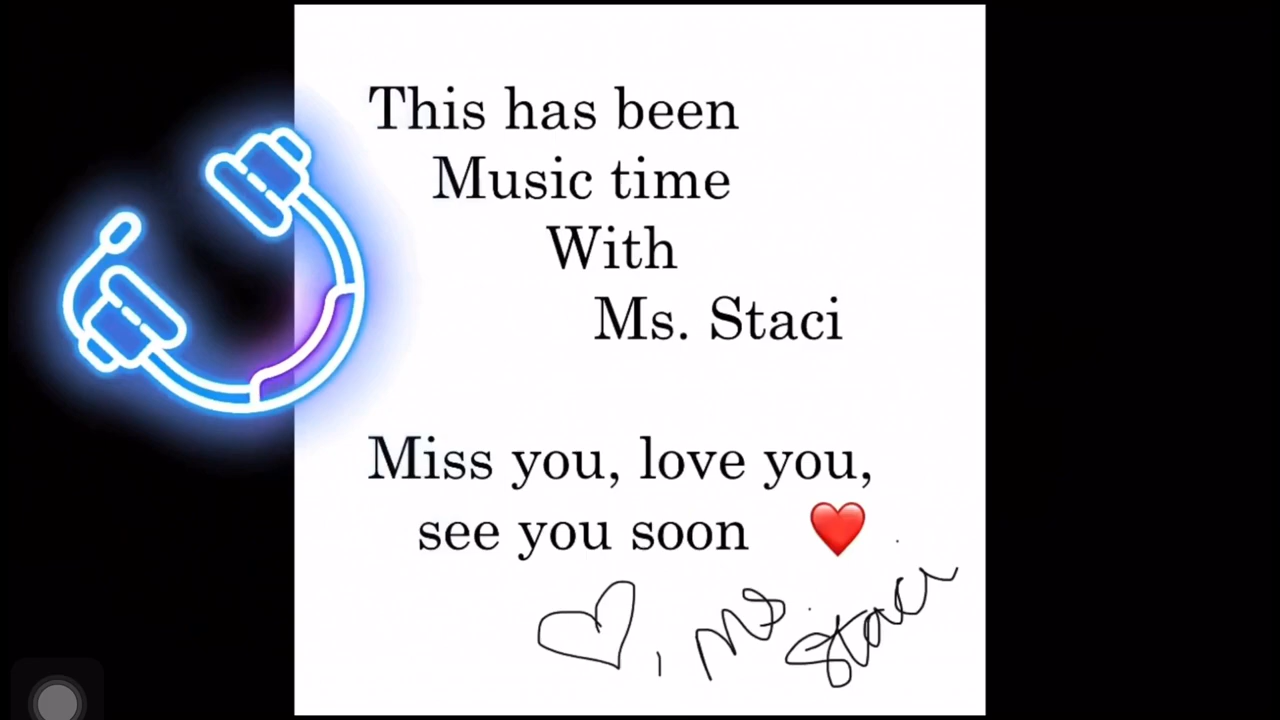 This has been
Music time
With
Ms. Staci
Miss you, love you,
see you soon ❤️
♡, Ms. Staci